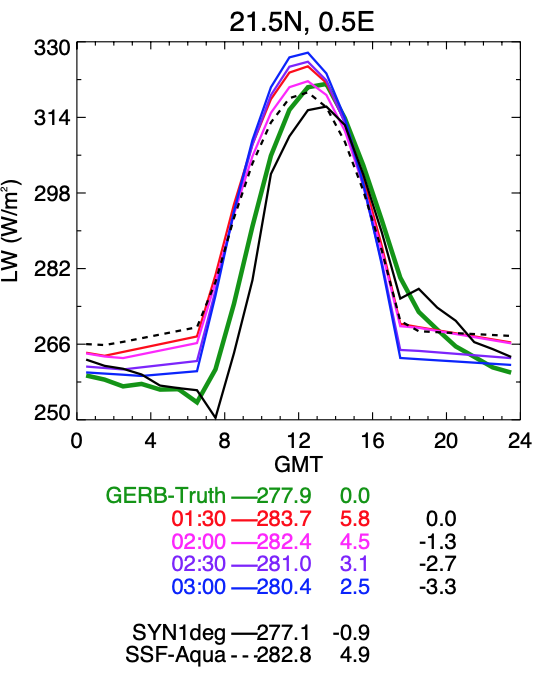 21.5N, 0.5E
330
314
298
282
266
250
LW (W/m²)
0 4 8 12 16 20 24
GMT
GERB-Truth 277.9 0.0
01:30 283.7 5.8 0.0
02:00 282.4 4.5 -1.3
02:30 281.0 3.1 -2.7
03:00 280.4 2.5 -3.3
SYN1deg 277.1 -0.9
SSF-Aqua 282.8 4.9